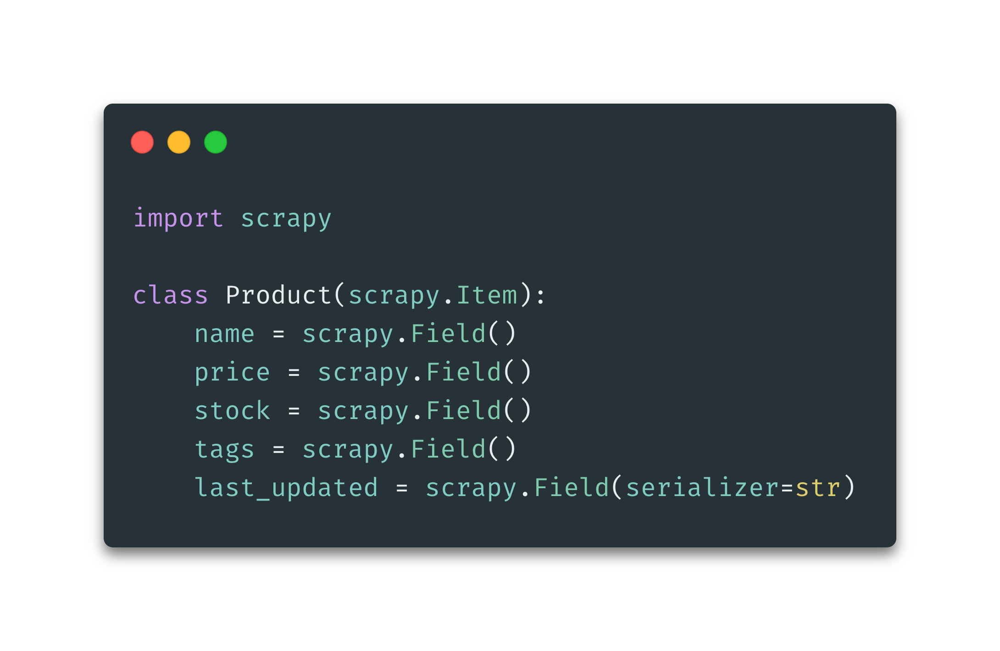 import scrapy

class Product(scrapy.Item):
    name = scrapy.Field()
    price = scrapy.Field()
    stock = scrapy.Field()
    tags = scrapy.Field()
    last_updated = scrapy.Field(serializer=str)